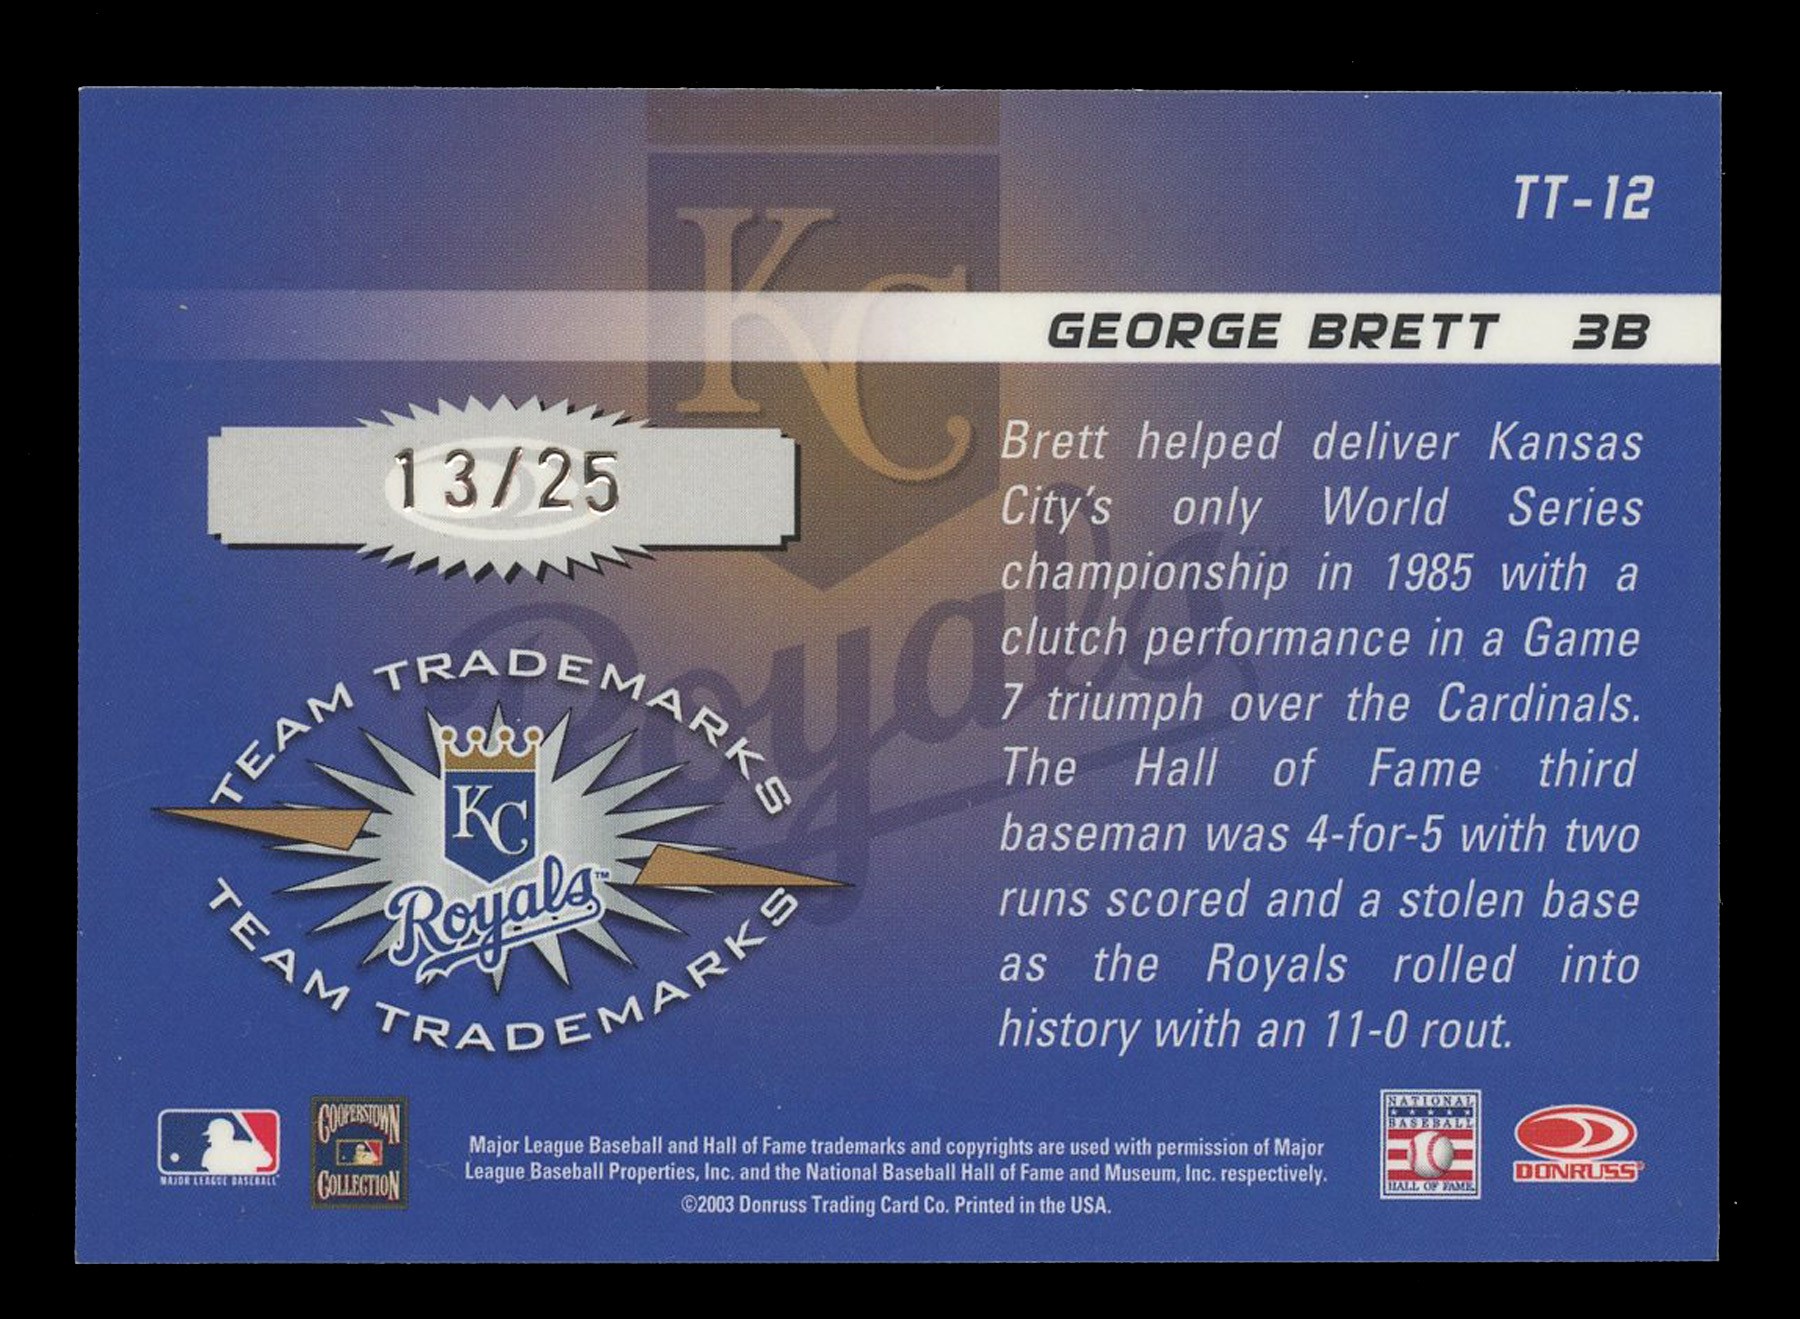 TT-12
KC
GEORGE BRETT 3B
13/25
Brett helped deliver Kansas
City's only World Series
championship in 1985 with a
clutch performance in a Game
7 triumph over the Cardinals.
The Hall of Fame third
baseman was 4-for-5 with two
runs scored and a stolen base
as the Royals rolled into
history with an 11-0 rout.
Royals
TEAM TRADEMARKS
KC
Royals™
TEAM TRADEMARKS
MAJOR LEAGUE BASEBALL
COOPERSTOWN
COLLECTION
Major League Baseball and Hall of Fame trademarks and copyrights are used with permission of Major
League Baseball Properties, Inc. and the National Baseball Hall of Fame and Museum, Inc. respectively.
©2003 Donruss Trading Card Co. Printed in the USA.
NATIONAL
BASEBALL
HALL OF FAME
DONRUSS®